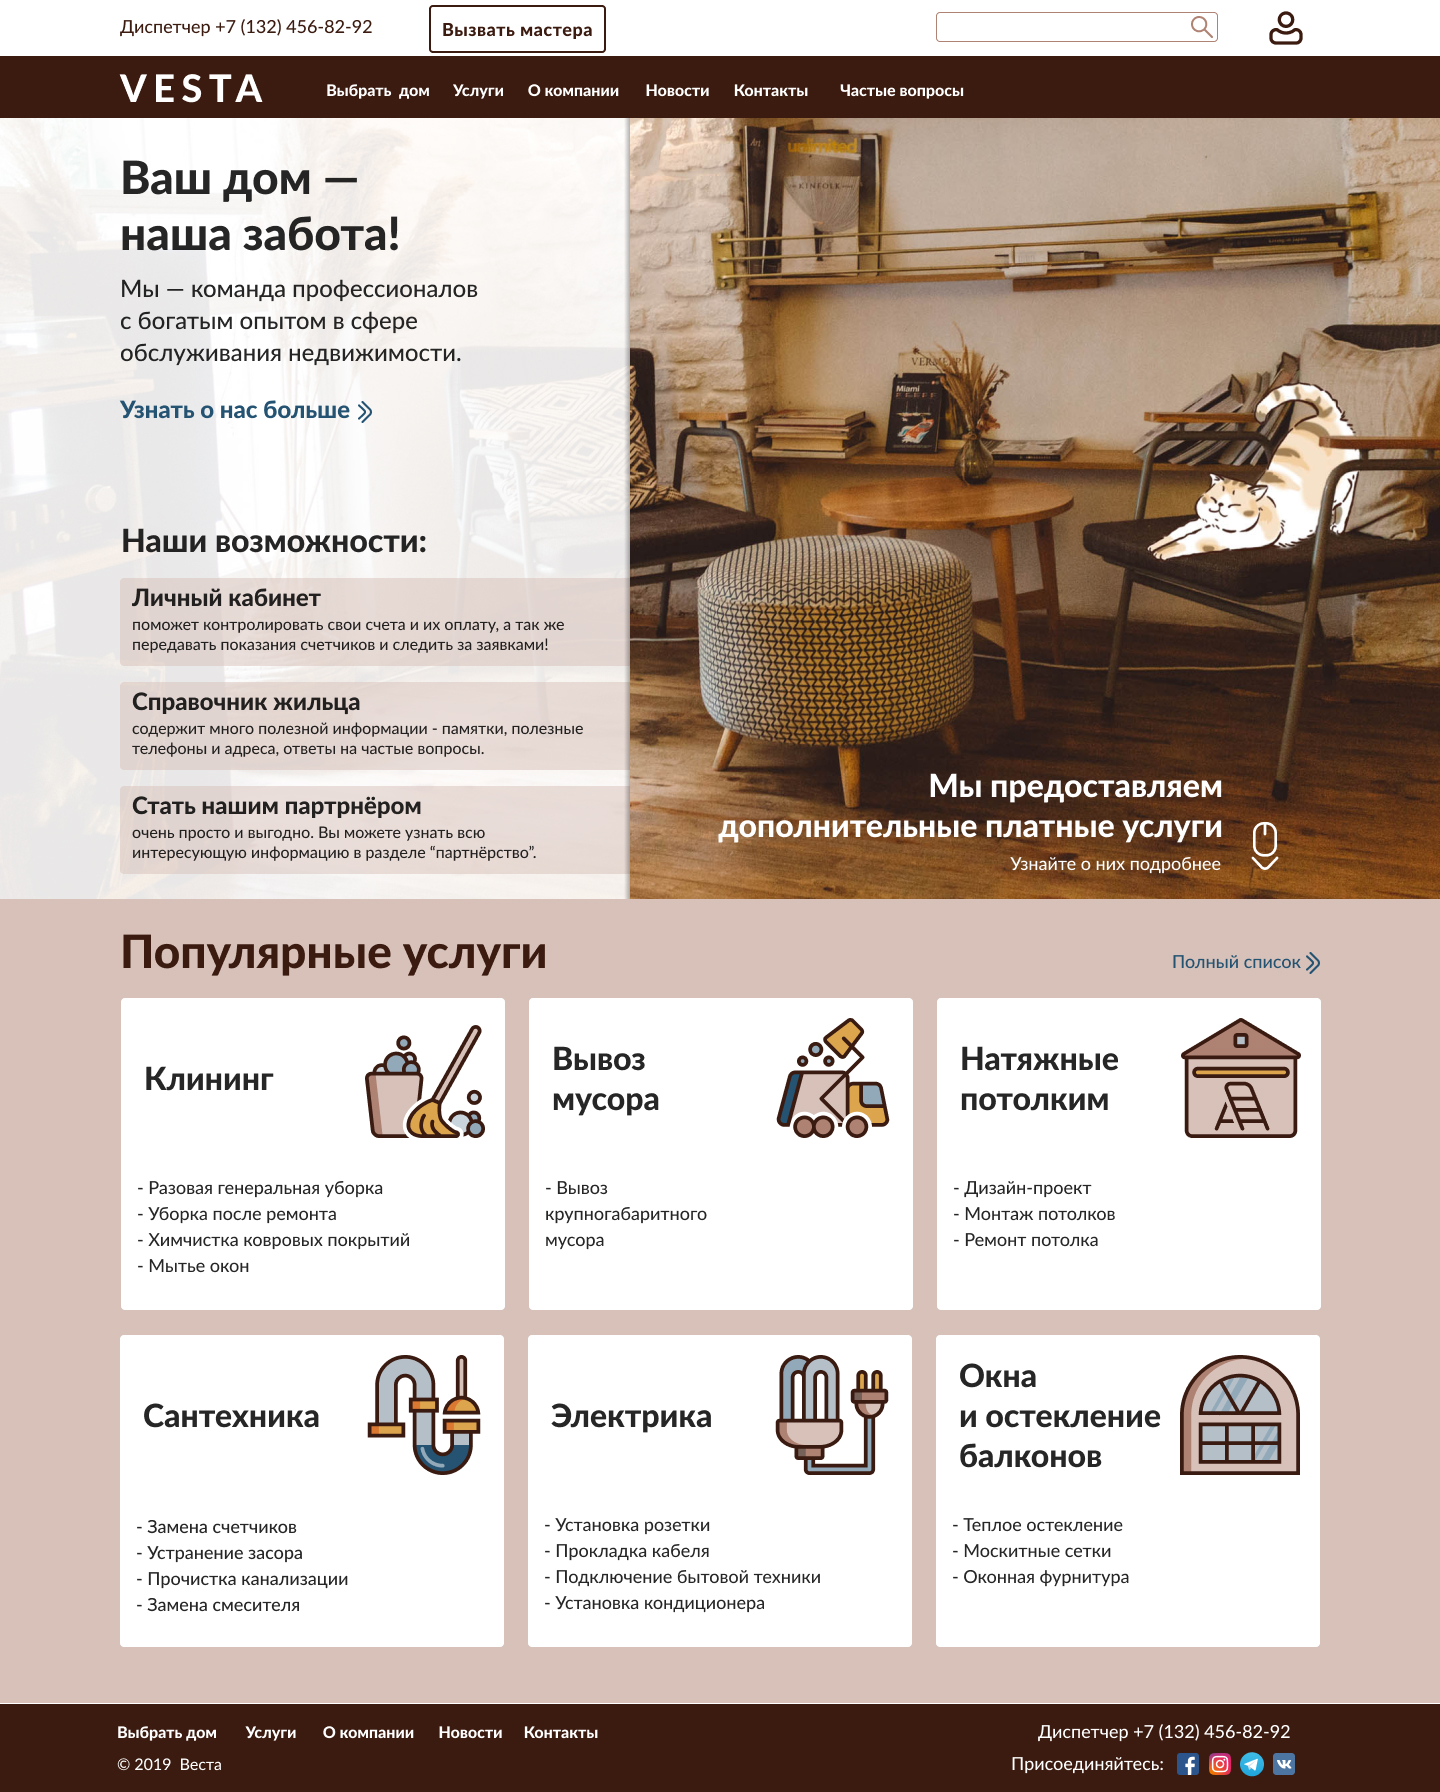 Диспетчер +7 (132) 456-82-92
Вызвать мастера
VESTA
Выбрать дом
Услуги
О компании
Новости
Контакты
Частые вопросы
Ваш дом —
наша забота!
Мы — команда профессионалов
с богатым опытом в сфере
обслуживания недвижимости.
Узнать о нас больше
Наши возможности:
Личный кабинет
поможет контролировать свои счета и их оплату, а так же
передавать показания счетчиков и следить за заявками!
Справочник жильца
содержит много полезной информации - памятки, полезные
телефоны и адреса, ответы на частые вопросы.
Стать нашим партрнёром
очень просто и выгодно. Вы можете узнать всю
интересующую информацию в разделе “партнёрство”.
unlimited
KINFOLK
Miami
Мы предоставляем
дополнительные платные услуги
Узнайте о них подробнее
Популярные услуги
Полный список
Клининг
- Разовая генеральная уборка
- Уборка после ремонта
- Химчистка ковровых покрытий
- Мытье окон
Вывоз
мусора
- Вывоз
крупногабаритного
мусора
Натяжные
потолким
- Дизайн-проект
- Монтаж потолков
- Ремонт потолка
Сантехника
- Замена счетчиков
- Устранение засора
- Прочистка канализации
- Замена смесителя
Электрика
- Установка розетки
- Прокладка кабеля
- Подключение бытовой техники
- Установка кондиционера
Окна
и остекление
балконов
- Теплое остекление
- Москитные сетки
- Оконная фурнитура
Выбрать дом
Услуги
О компании
Новости
Контакты
© 2019 Веста
Диспетчер +7 (132) 456-82-92
Присоединяйтесь: